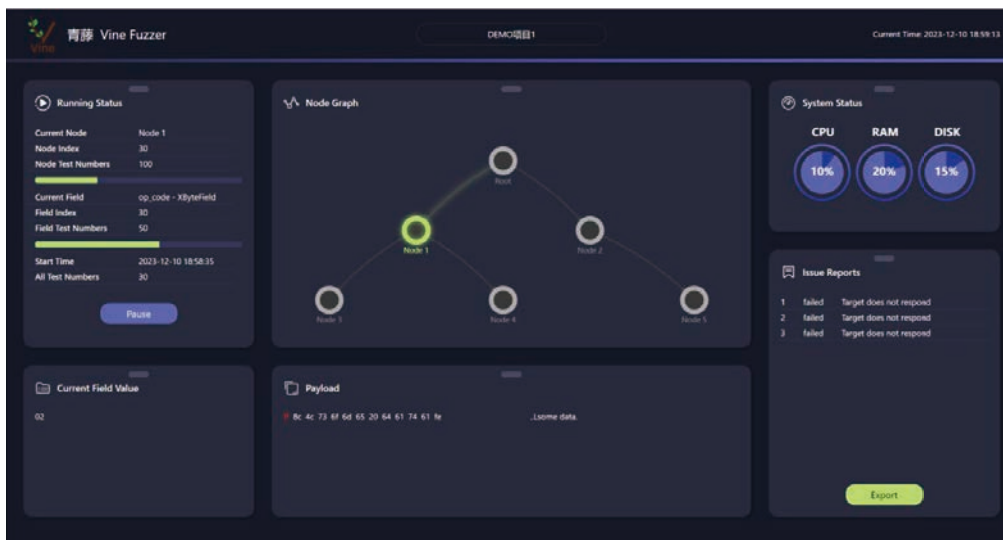 Vine
青藤 Vine Fuzzer
DEMO项目1
Current Time: 2023-12-10 18:59:13
Running Status
Current Node Node 1
Node Index 30
Node Test Numbers 100
Current Field op_code - XByteField
Field Index 30
Field Test Numbers 50
Start Time 2023-12-10 18:58:35
All Test Numbers 30
Pause
Node Graph
Root
Node 1
Node 2
Node 3
Node 4
Node 5
System Status
CPU RAM DISK
10% 20% 15%
Issue Reports
1 failed Target does not respond
2 failed Target does not respond
3 failed Target does not respond
Export
Current Field Value
02
Payload
8c 4c 73 6f 6d 65 20 64 61 74 61 fe ..Lsome data.